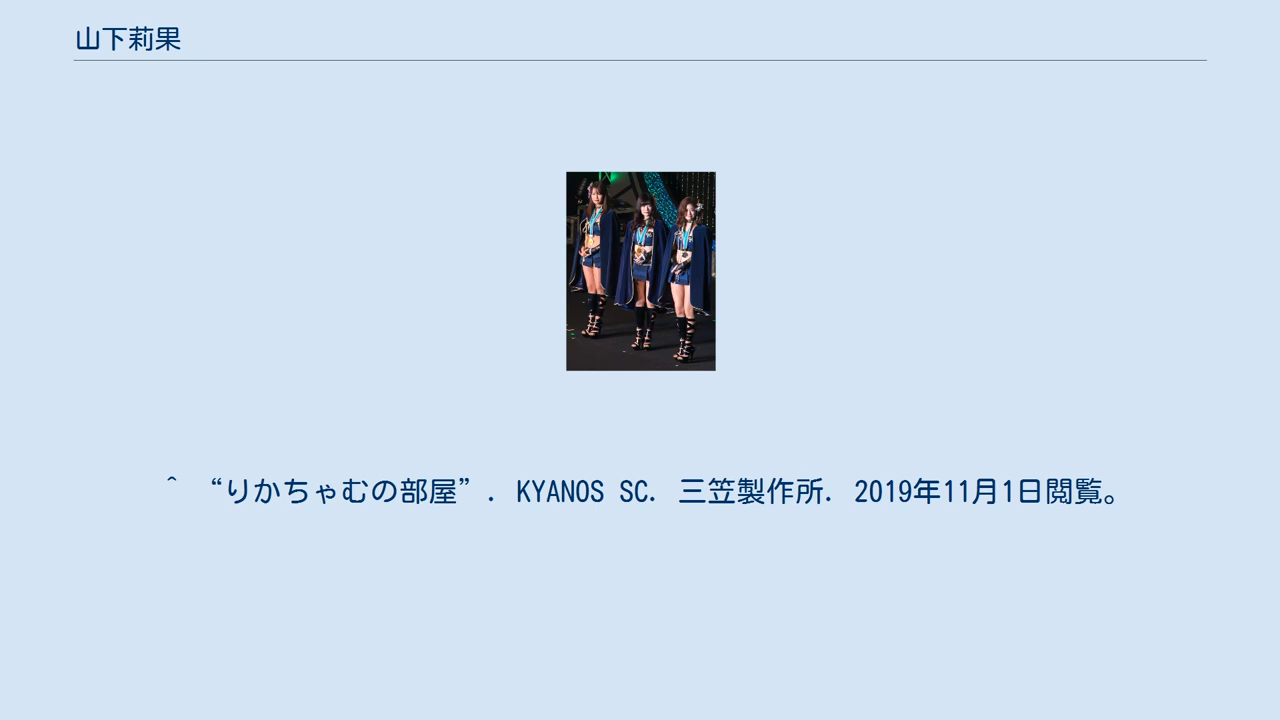 山下莉果
^ “りかちゃむの部屋”. KYANOS SC. 三笠製作所. 2019年11月1日閲覧。